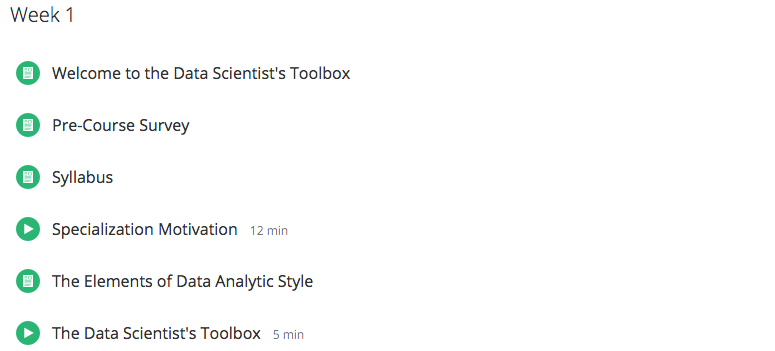 Week 1
Welcome to the Data Scientist's Toolbox
Pre-Course Survey
Syllabus
Specialization Motivation 12 min
The Elements of Data Analytic Style
The Data Scientist's Toolbox 5 min